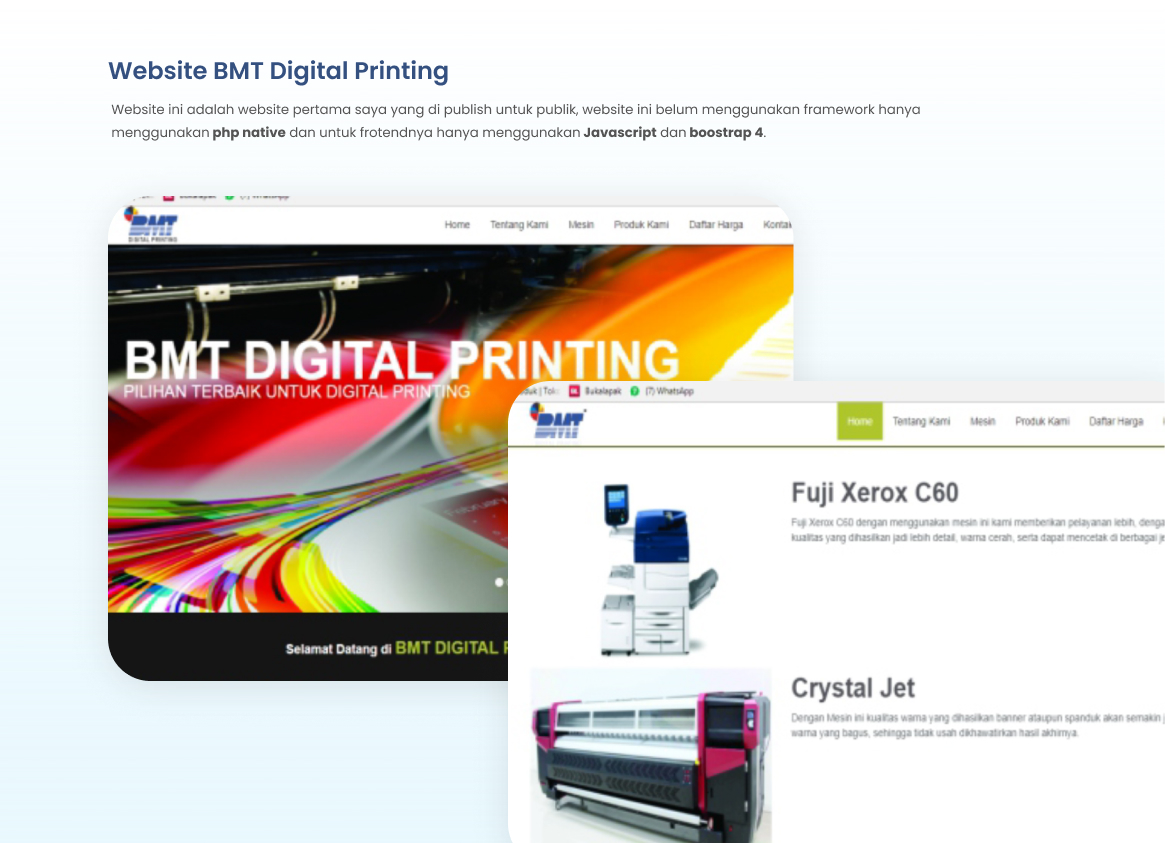 Website BMT Digital Printing
Website ini adalah website pertama saya yang di publish untuk publik, website ini belum menggunakan framework hanya
menggunakan php native dan untuk frotendnya hanya menggunakan Javascript dan boostrap 4.
BMT
DIGITAL PRINTING
Home Tentang Kami Mesin Produk Kami Daftar Harga Kontak
BMT DIGITAL PRINTING
PILIHAN TERBAIK UNTUK DIGITAL PRINTING
February
Selamat Datang di BMT DIGITAL
Bukalapak (7) WhatsApp
BMT
Home Tentang Kami Mesin Produk Kami Daftar Harga
Fuji Xerox C60
Fuji Xerox C60 dengan menggunakan mesin ini kami memberikan pelayanan lebih,
kualitas yang dihasilkan jadi lebih detail, warna cerah, serta dapat mencetak di berbagai
Crystal Jet
Dengan Mesin ini kualitas warna yang dihasilkan banner ataupun spanduk akan semakin
warna yang bagus, sehingga tidak usah dikhawatirkan hasil akhirnya.